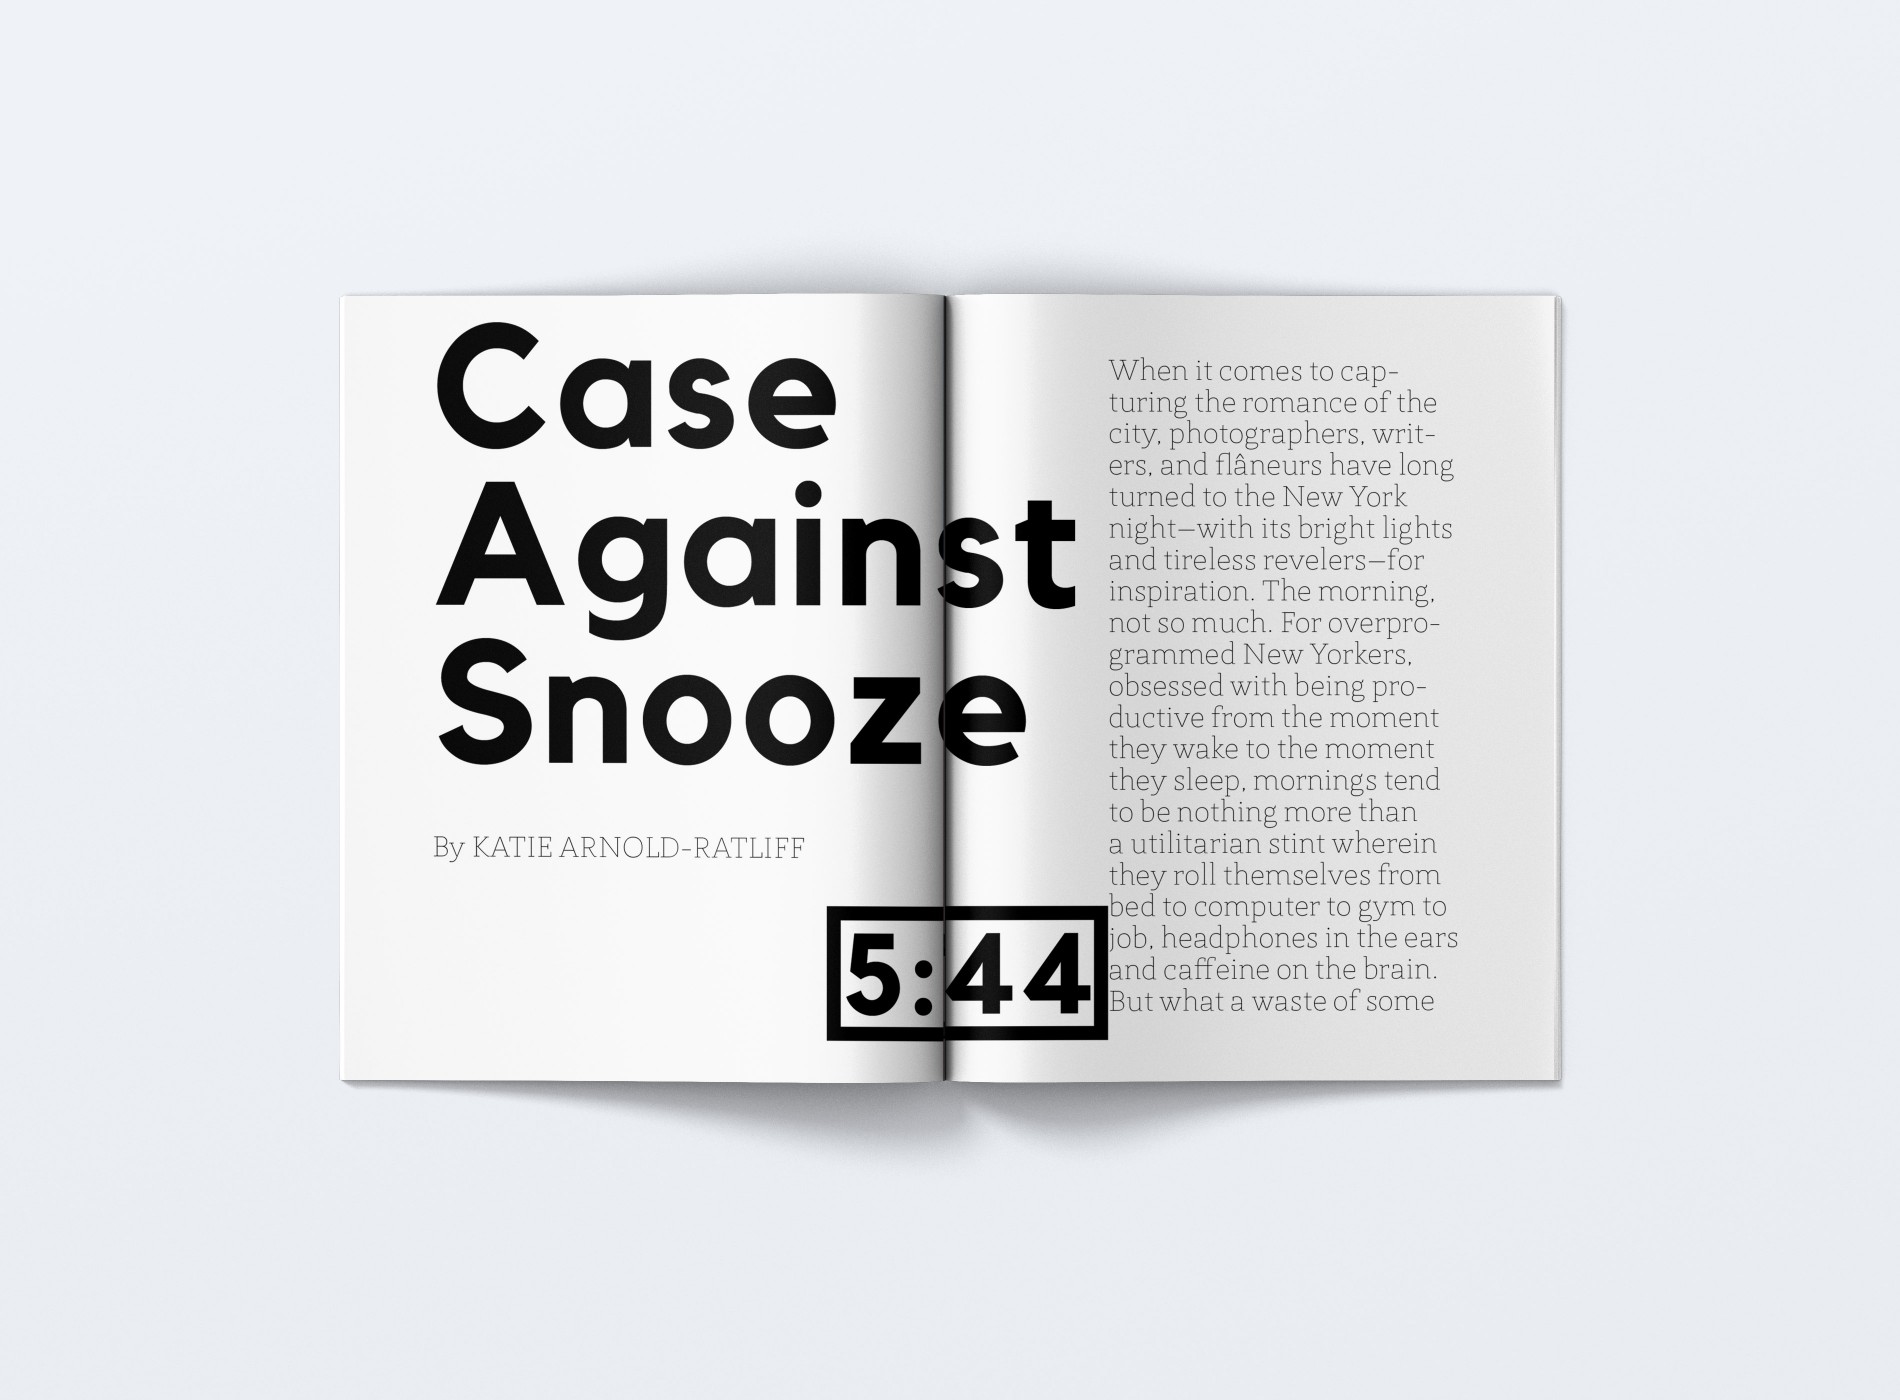 Case
Against
Snooze
By KATIE ARNOLD-RATLIFF
5:44
When it comes to cap-
turing the romance of the
city, photographers, writ-
ers, and flâneurs have long
turned to the New York
night—with its bright lights
and tireless revelers—for
inspiration. The morning,
not so much. For overpro-
grammed New Yorkers,
obsessed with being pro-
ductive from the moment
they wake to the moment
they sleep, mornings tend
to be nothing more than
a utilitarian stint wherein
they roll themselves from
bed to computer to gym to
job, headphones in the ears
and caffeine on the brain.
But what a waste of some